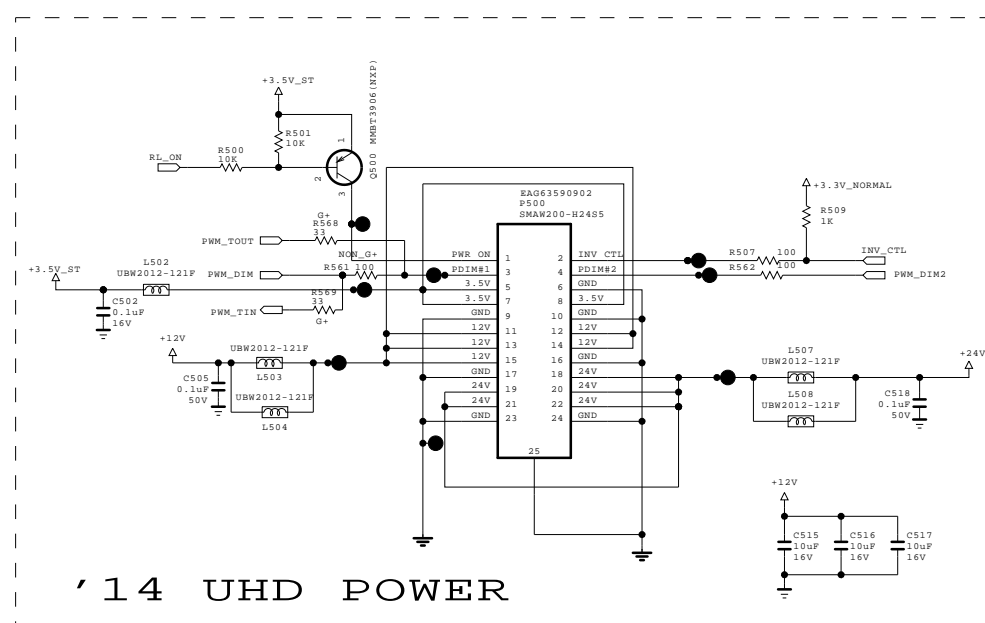 +3.5V_ST
R501
10K
R500
10K
RL_ON
1
2
3
Q500 MMBT3906(NXP)
EAG63590902
P500
SMAW200-H24S5
+3.3V_NORMAL
R509
1K
G+
R568
33
PWM_TOUT
NON_G+
R561 100
PWM_DIM
R569
33
G+
PWM_TIN
+3.5V_ST
L502
UBW2012-121F
C502
0.1uF
16V
+12V
UBW2012-121F
L503
C505
0.1uF
50V
UBW2012-121F
L504
PWR ON 1
PDIM#1 3
3.5V 5
3.5V 7
GND 9
12V 11
12V 13
12V 15
GND 17
24V 19
24V 21
GND 23
2 INV CTL
4 PDIM#2
6 GND
8 3.5V
10 GND
12 12V
14 12V
16 GND
18 24V
20 24V
22 24V
24 GND
25
R507 100
INV_CTL
R562 100
PWM_DIM2
L507
UBW2012-121F
L508
UBW2012-121F
+24V
C518
0.1uF
50V
+12V
C515
10uF
16V
C516
10uF
16V
C517
10uF
16V
'14 UHD POWER